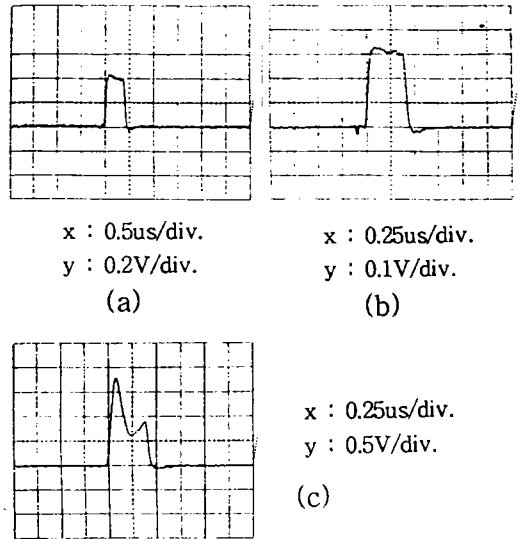 x : 0.5us/div.
y : 0.2V/div.
(a)
x : 0.25us/div.
y : 0.1V/div.
(b)
x : 0.25us/div.
y : 0.5V/div.
(c)